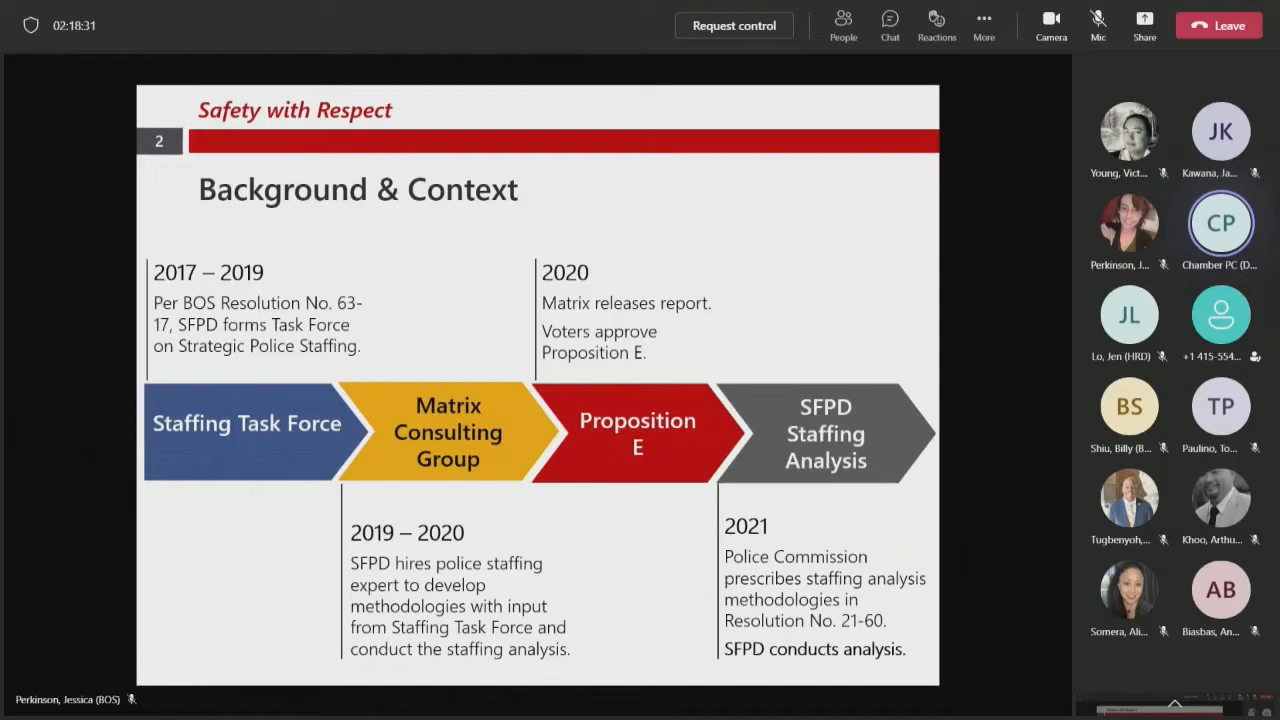 02:18:31
Request control
People
Chat
Reactions
More
Camera
Mic
Share
Leave
Safety with Respect
2
Background & Context
2017 – 2019
Per BOS Resolution No. 63-
17, SFPD forms Task Force
on Strategic Police Staffing.
2020
Matrix releases report.
Voters approve
Proposition E.
Staffing Task Force
Matrix
Consulting
Group
Proposition
E
SFPD
Staffing
Analysis
2019 – 2020
SFPD hires police staffing
expert to develop
methodologies with input
from Staffing Task Force and
conduct the staffing analysis.
2021
Police Commission
prescribes staffing analysis
methodologies in
Resolution No. 21-60.
SFPD conducts analysis.
Young, Vict...
JK
Kawana, Ja...
Perkinson, J...
CP
Chamber PC (D...
JL
Lo, Jen (HRD)
+1 415-554...
BS
Shiu, Billy (B...
TP
Paulino, To...
Tugbenyoh,...
Khoo, Arthu...
Somera, Ali...
AB
Biasbas, An...
Perkinson, Jessica (BOS)